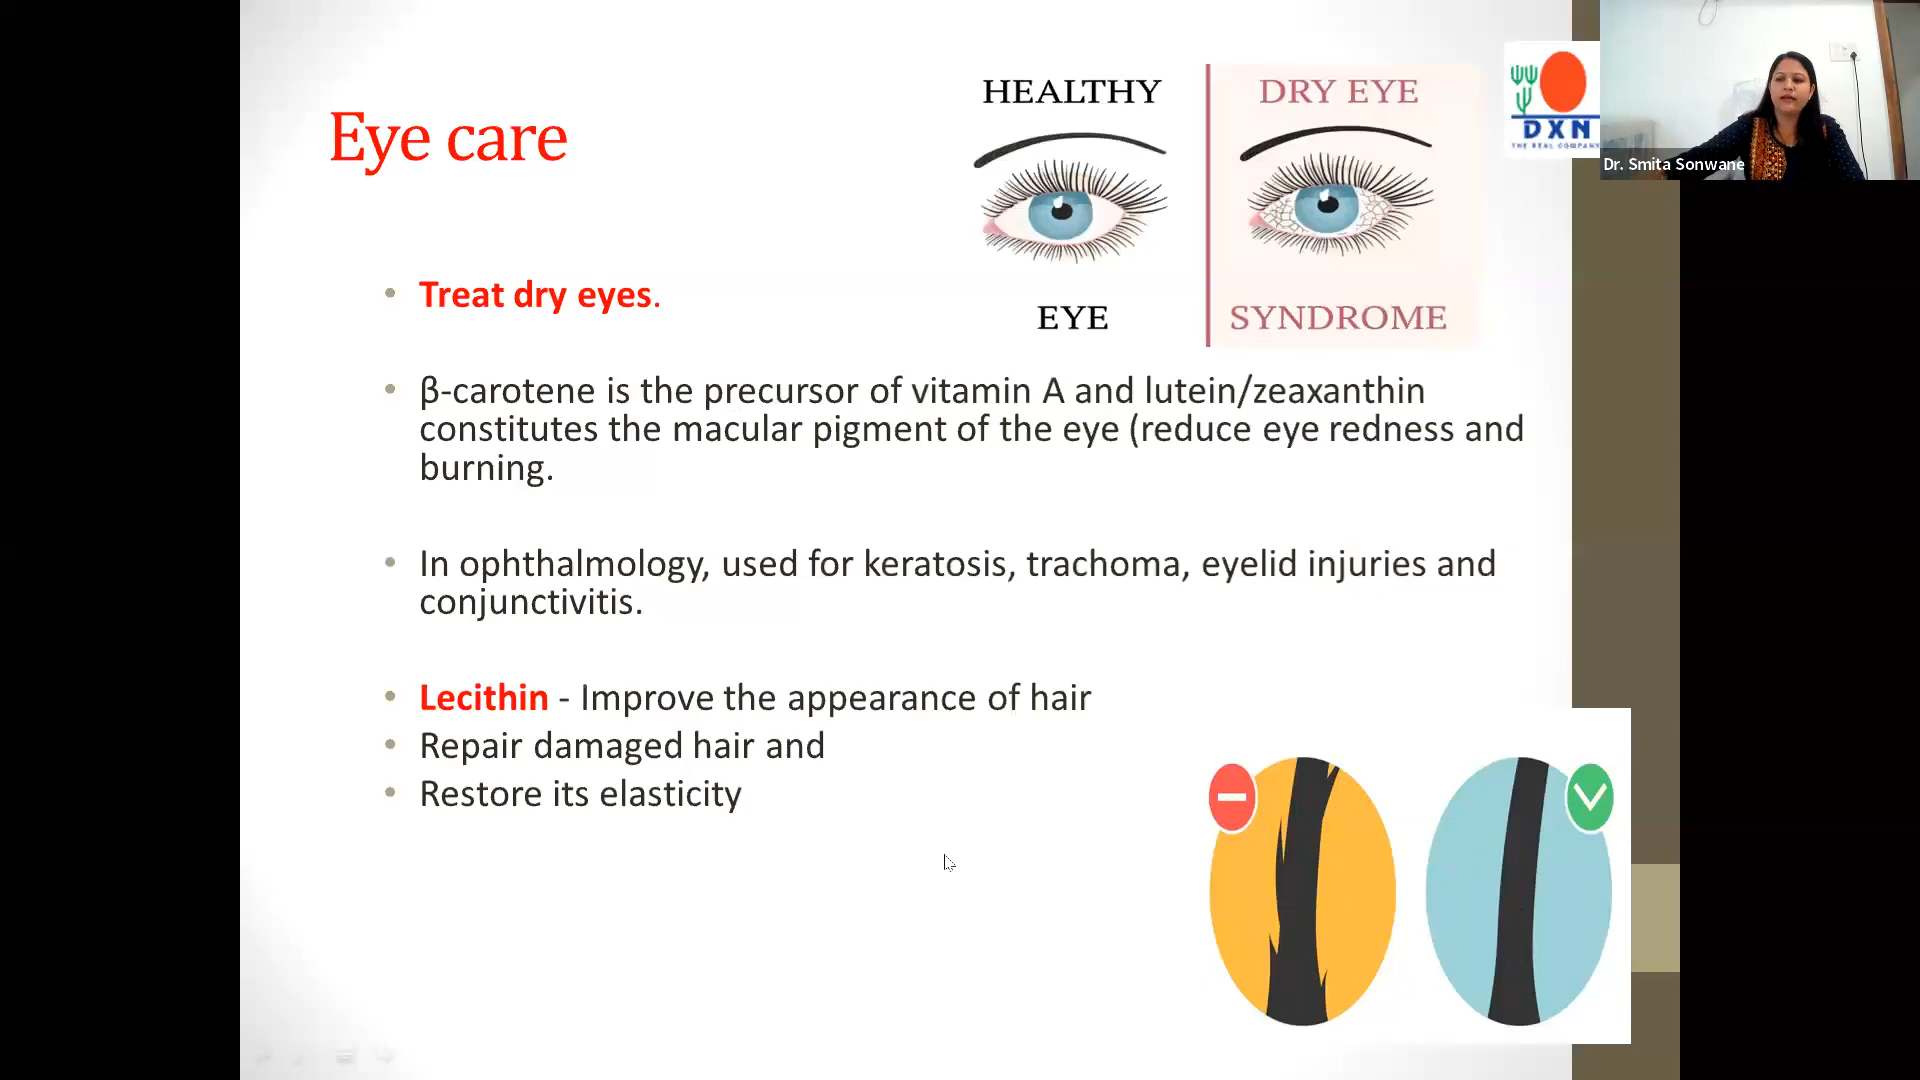 Eye care
HEALTHY
EYE
DRY EYE
SYNDROME
DXN
THE REAL COMPANY
Dr. Smita Sonwane
• Treat dry eyes.
• β-carotene is the precursor of vitamin A and lutein/zeaxanthin
constitutes the macular pigment of the eye (reduce eye redness and
burning.
• In ophthalmology, used for keratosis, trachoma, eyelid injuries and
conjunctivitis.
• Lecithin - Improve the appearance of hair
• Repair damaged hair and
• Restore its elasticity